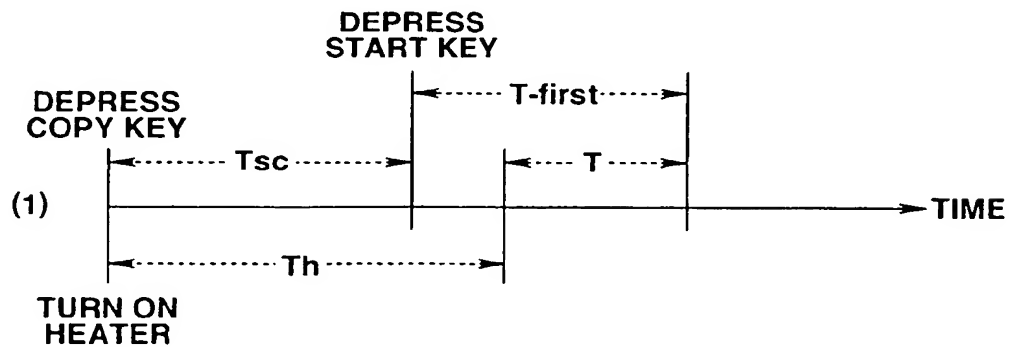 DEPRESS
START KEY
T-first
DEPRESS
COPY KEY
Tsc
T
(1)
TIME
Th
TURN ON
HEATER